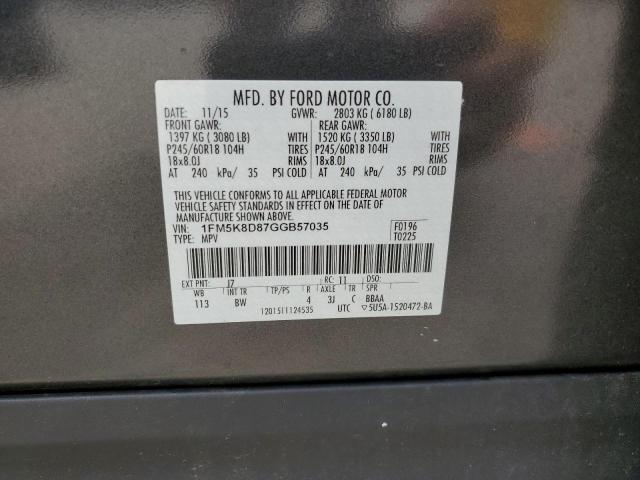 MFD. BY FORD MOTOR CO.
DATE: 11/15 GVWR: 2803 KG ( 6180 LB)
FRONT GAWR: REAR GAWR:
1397 KG ( 3080 LB) WITH 1520 KG ( 3350 LB) WITH
P245/60R18 104H TIRES P245/60R18 104H TIRES
18x8.0J RIMS 18x8.0J RIMS
AT 240 kPa/ 35 PSI COLD AT 240 kPa/ 35 PSI COLD
THIS VEHICLE CONFORMS TO ALL APPLICABLE FEDERAL MOTOR
VEHICLE SAFETY STANDARDS IN EFFECT ON THE DATE OF
MANUFACTURE SHOWN ABOVE.
VIN: 1FM5K8D87GGB57035 F0196
TYPE: MPV T0225
EXT PNT: J7 RC: 11 DSO:
WB INT TR TP/PS R AXLE TR SPR
113 BW 4 3J C BBAA
1201511124535 UTC ▽5U5A-1520472-BA